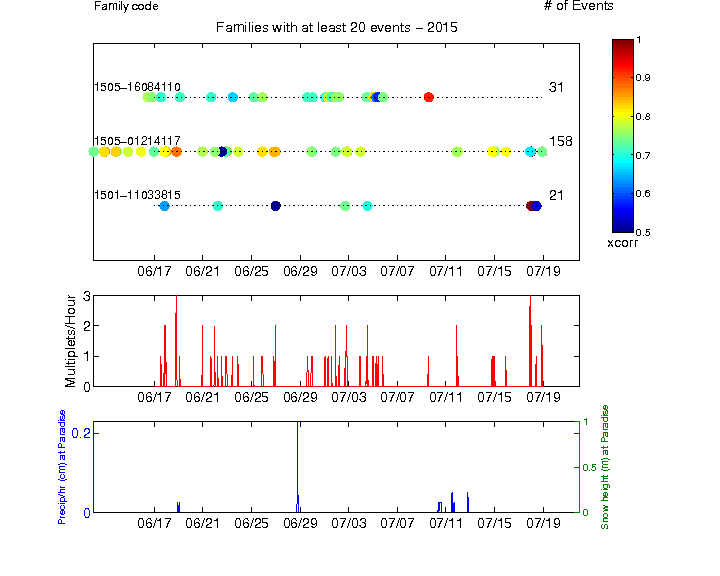 Family code # of Events
Families with at least 20 events – 2015
1505–16084110 31
1505–01214117 158
1501–11033815 21
06/17 06/21 06/25 06/29 07/03 07/07 07/11 07/15 07/19
1
0.9
0.8
0.7
0.6
0.5
xcorr
Multiplets/Hour
3
2
1
0
06/17 06/21 06/25 06/29 07/03 07/07 07/11 07/15 07/19
Precip/hr (cm) at Paradise
0.2
0
1
0.5
0
Snow height (m) at Paradise
06/17 06/21 06/25 06/29 07/03 07/07 07/11 07/15 07/19